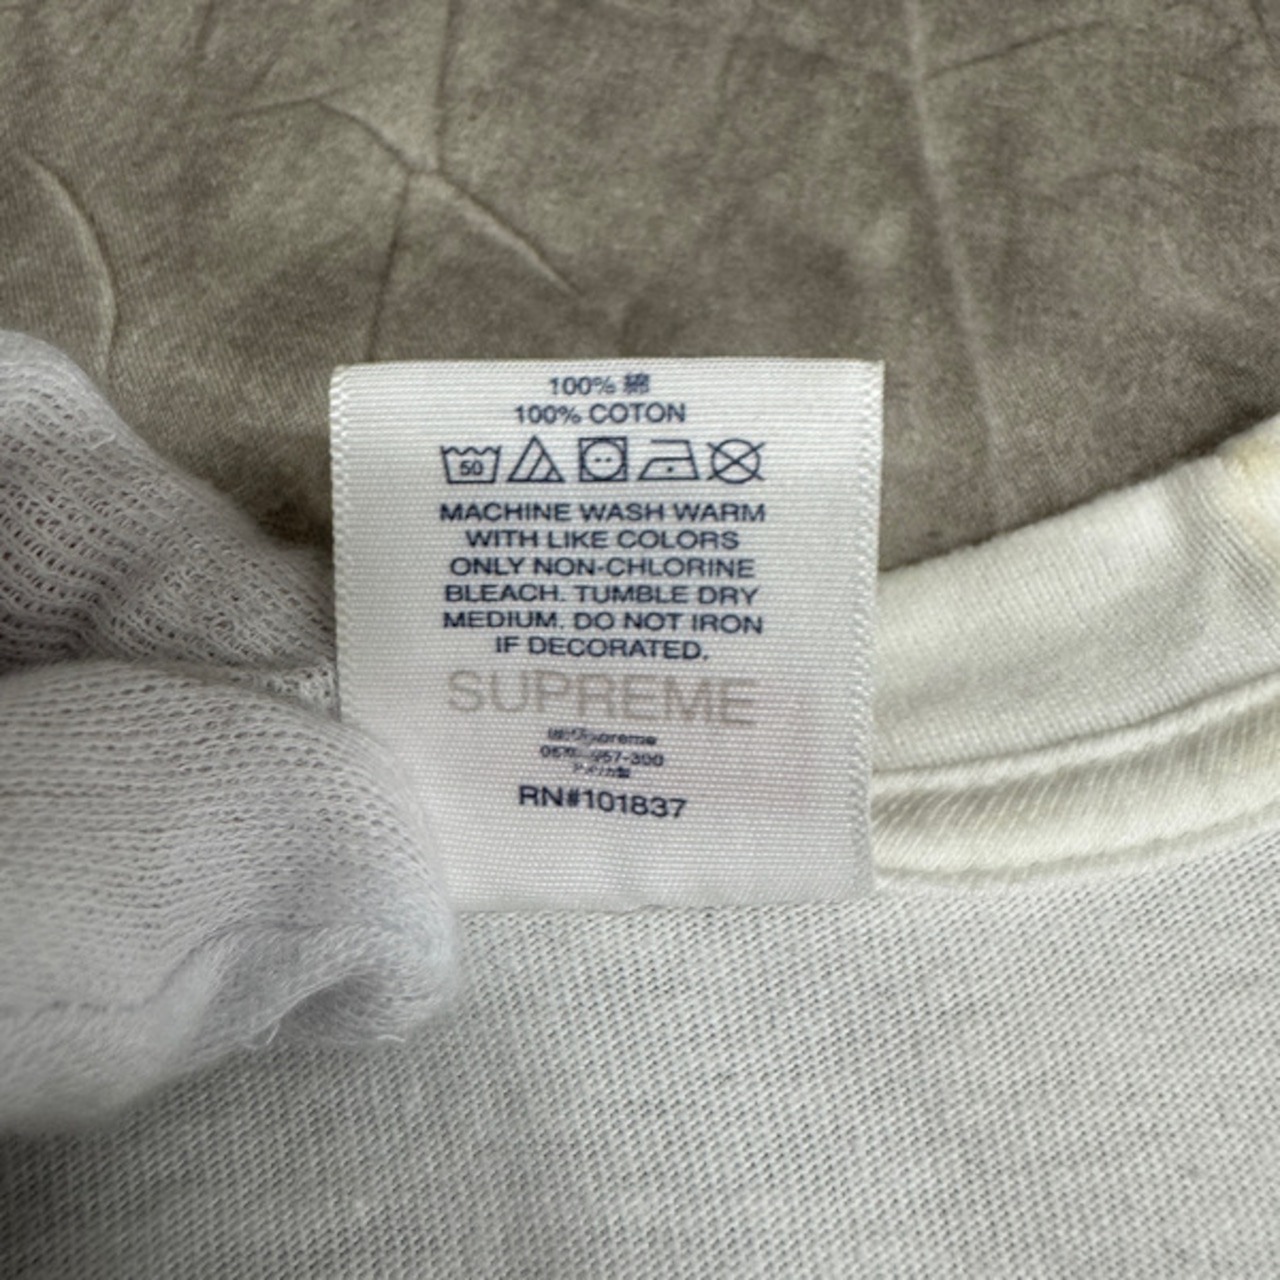 100% 綿
100% COTON
50
MACHINE WASH WARM
WITH LIKE COLORS
ONLY NON-CHLORINE
BLEACH. TUMBLE DRY
MEDIUM. DO NOT IRON
IF DECORATED.
SUPREME
RN#101837